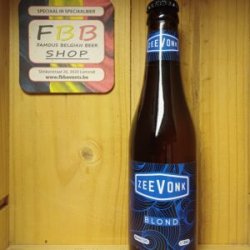 SPECIAAL IN SPECIAALBIER
FBB
FAMOUS BELGIAN BEER
SHOP
www.fbbevents.be
ZEEVONK
ZEEVONK
BLOND